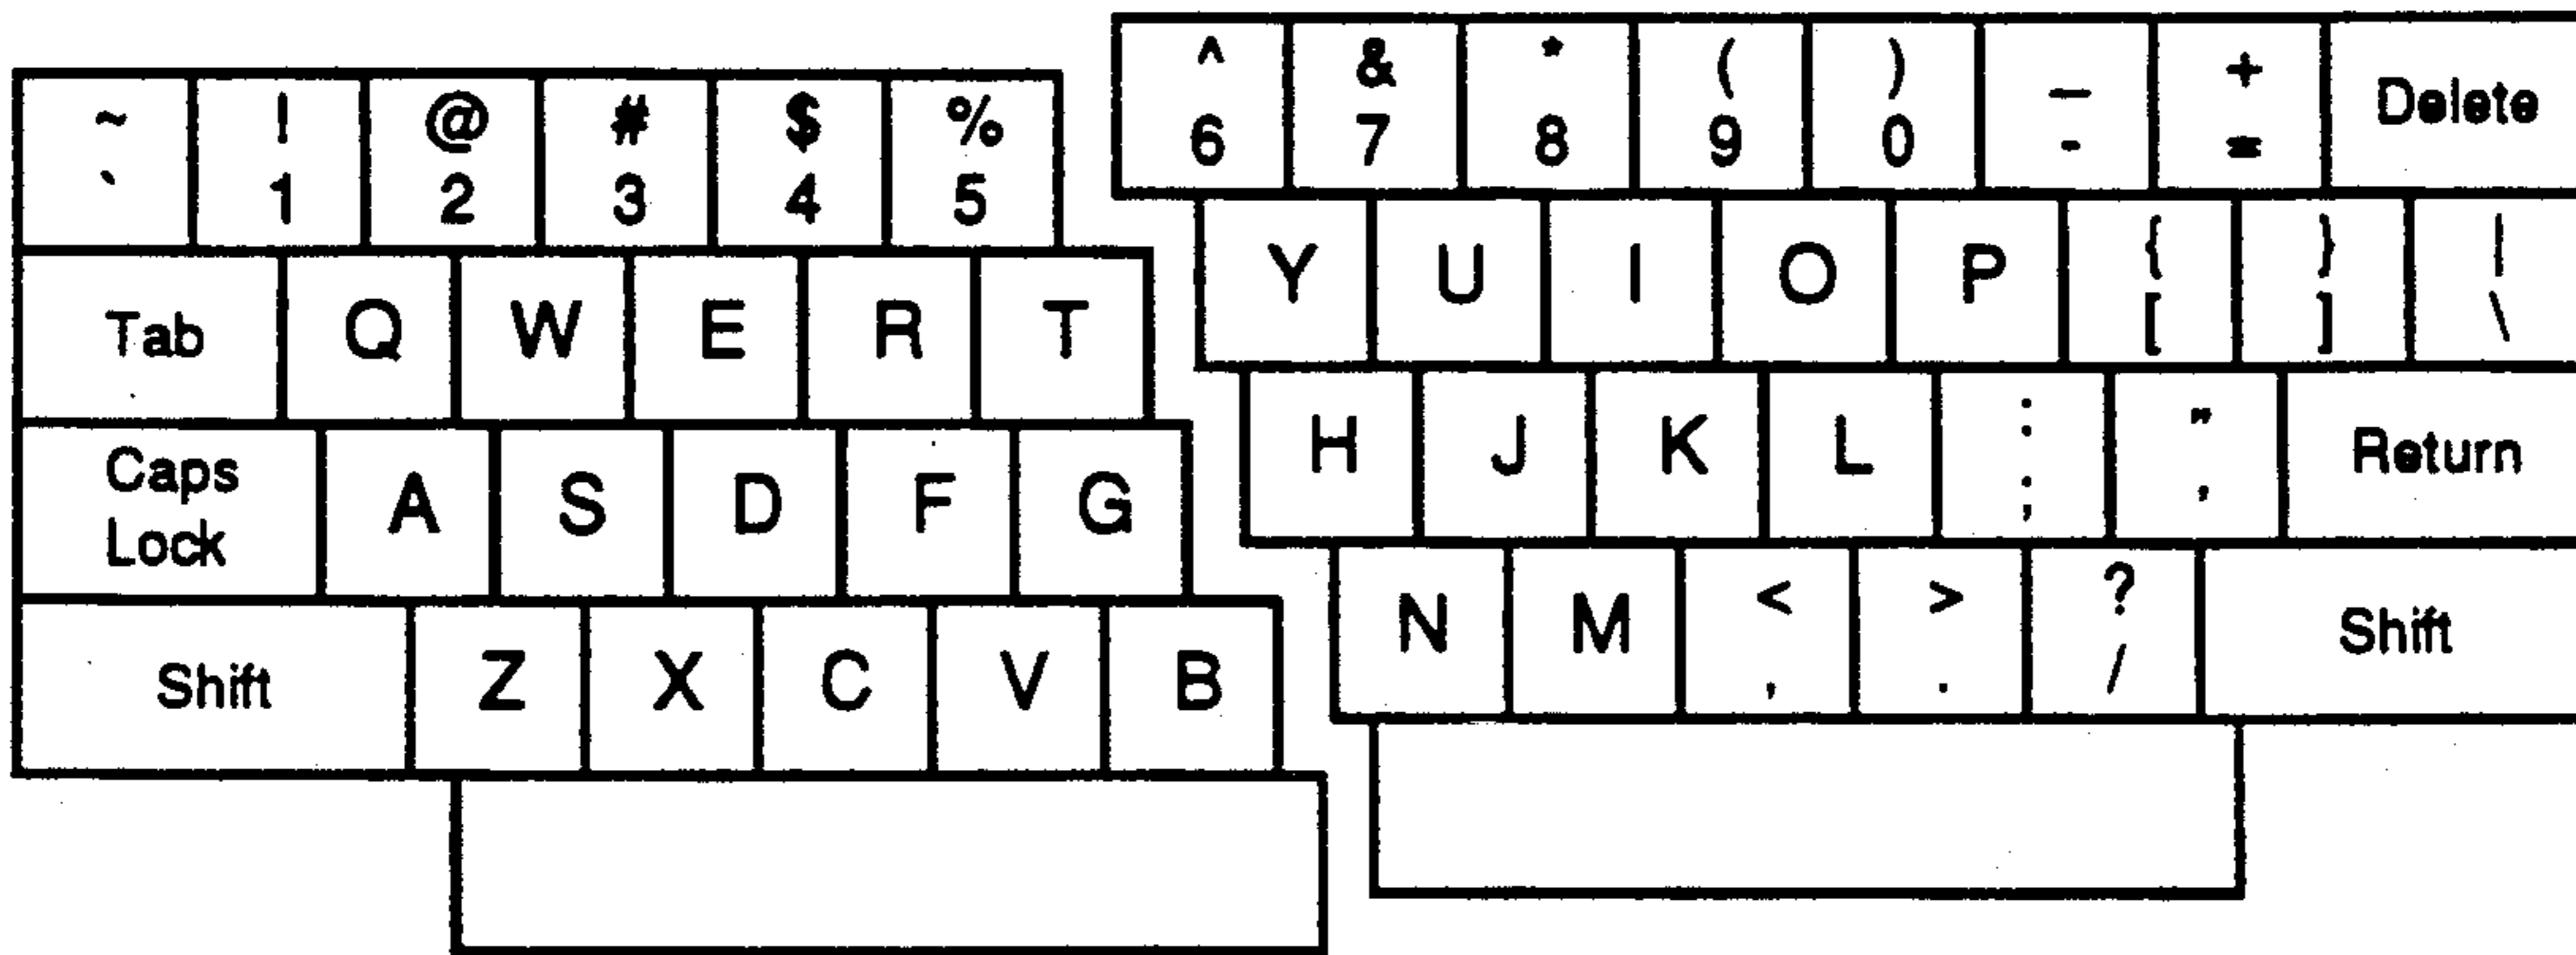 ~ ! @ # $ %
` 1 2 3 4 5
Tab Q W E R T
Caps
Lock A S D F G
Shift Z X C V B
^ & * ( ) _ +
6 7 8 9 0 - = Delete
Y U I O P { } |
[ ] \
H J K L : "
; ' Return
N M < > ?
, . / Shift